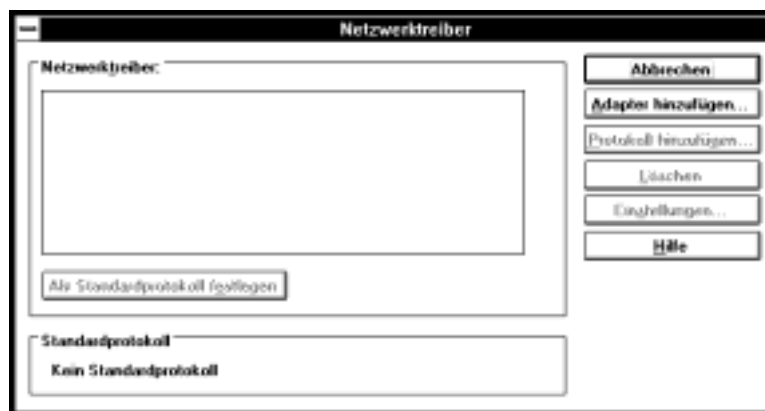 Netzwerktreiber
Netzwerktreiber:
Abbrechen
Adapter hinzufügen...
Protokoll hinzufügen...
Löschen
Einstellungen...
Hilfe
Als Standardprotokoll festlegen
Standardprotokoll
Kein Standardprotokoll